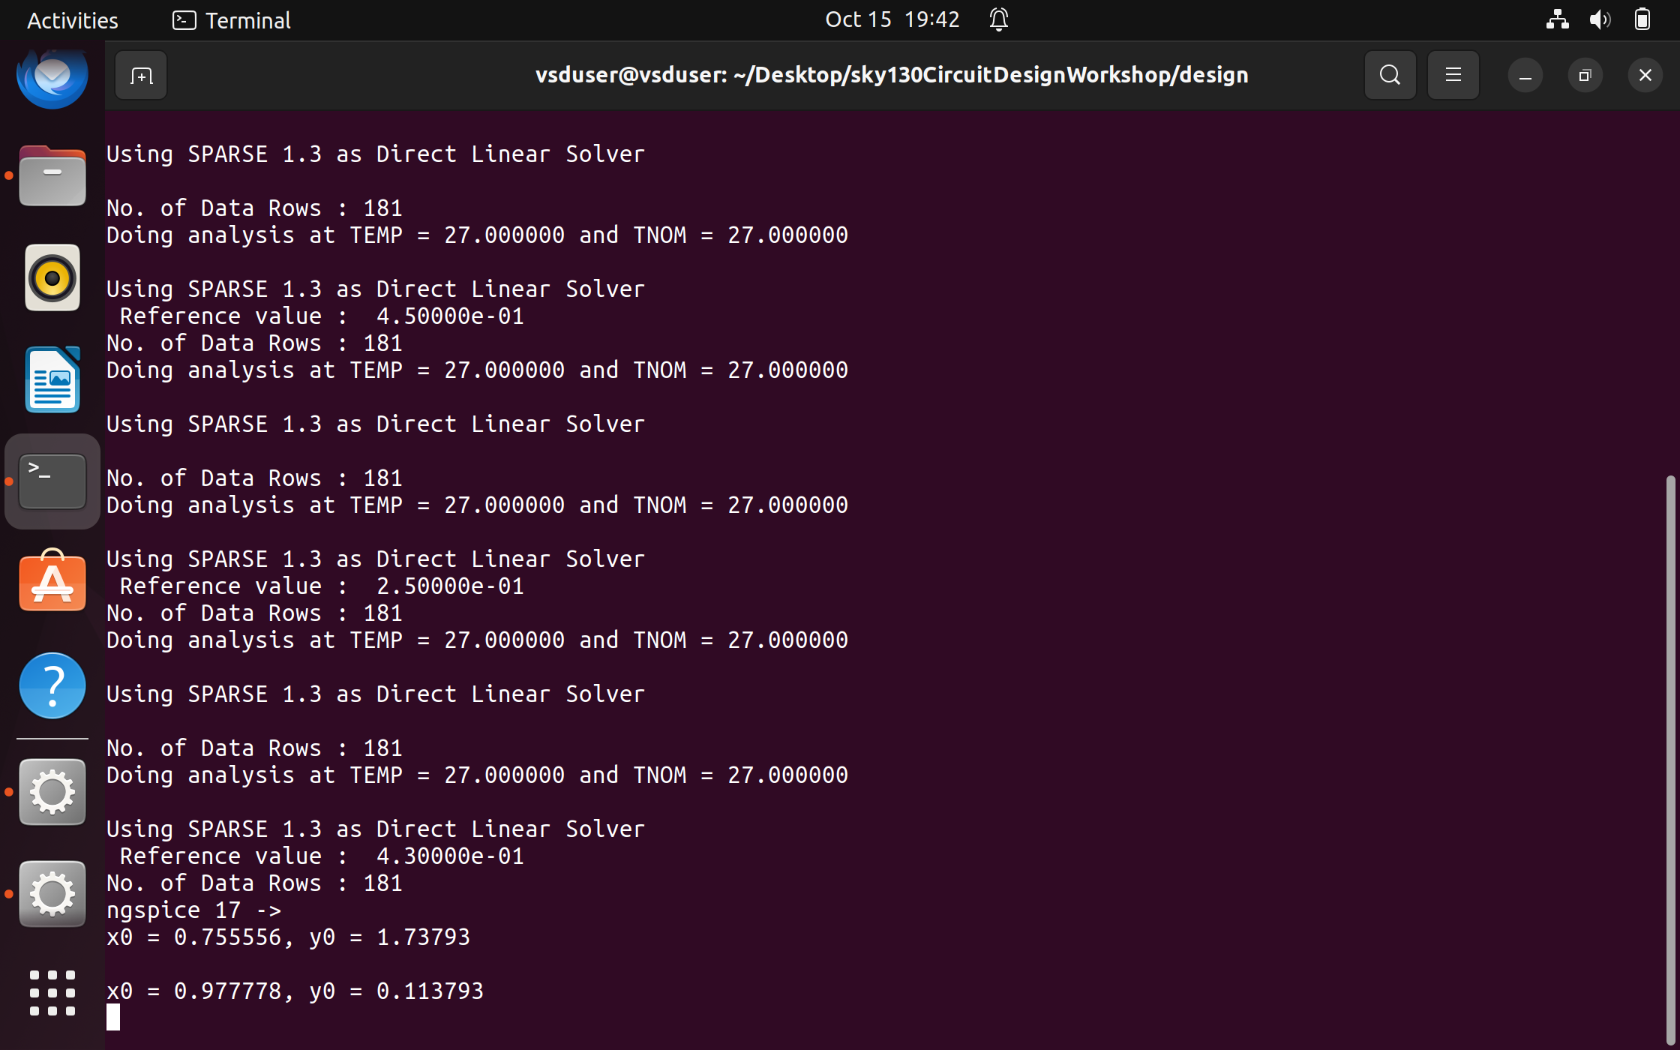 Activities
Terminal
Oct 15 19:42
vsduser@vsduser: ~/Desktop/sky130CircuitDesignWorkshop/design
Using SPARSE 1.3 as Direct Linear Solver
No. of Data Rows : 181
Doing analysis at TEMP = 27.000000 and TNOM = 27.000000
Using SPARSE 1.3 as Direct Linear Solver
Reference value : 4.50000e-01
No. of Data Rows : 181
Doing analysis at TEMP = 27.000000 and TNOM = 27.000000
Using SPARSE 1.3 as Direct Linear Solver
No. of Data Rows : 181
Doing analysis at TEMP = 27.000000 and TNOM = 27.000000
Using SPARSE 1.3 as Direct Linear Solver
Reference value : 2.50000e-01
No. of Data Rows : 181
Doing analysis at TEMP = 27.000000 and TNOM = 27.000000
Using SPARSE 1.3 as Direct Linear Solver
No. of Data Rows : 181
Doing analysis at TEMP = 27.000000 and TNOM = 27.000000
Using SPARSE 1.3 as Direct Linear Solver
Reference value : 4.30000e-01
No. of Data Rows : 181
ngspice 17 ->
x0 = 0.755556, y0 = 1.73793
x0 = 0.977778, y0 = 0.113793